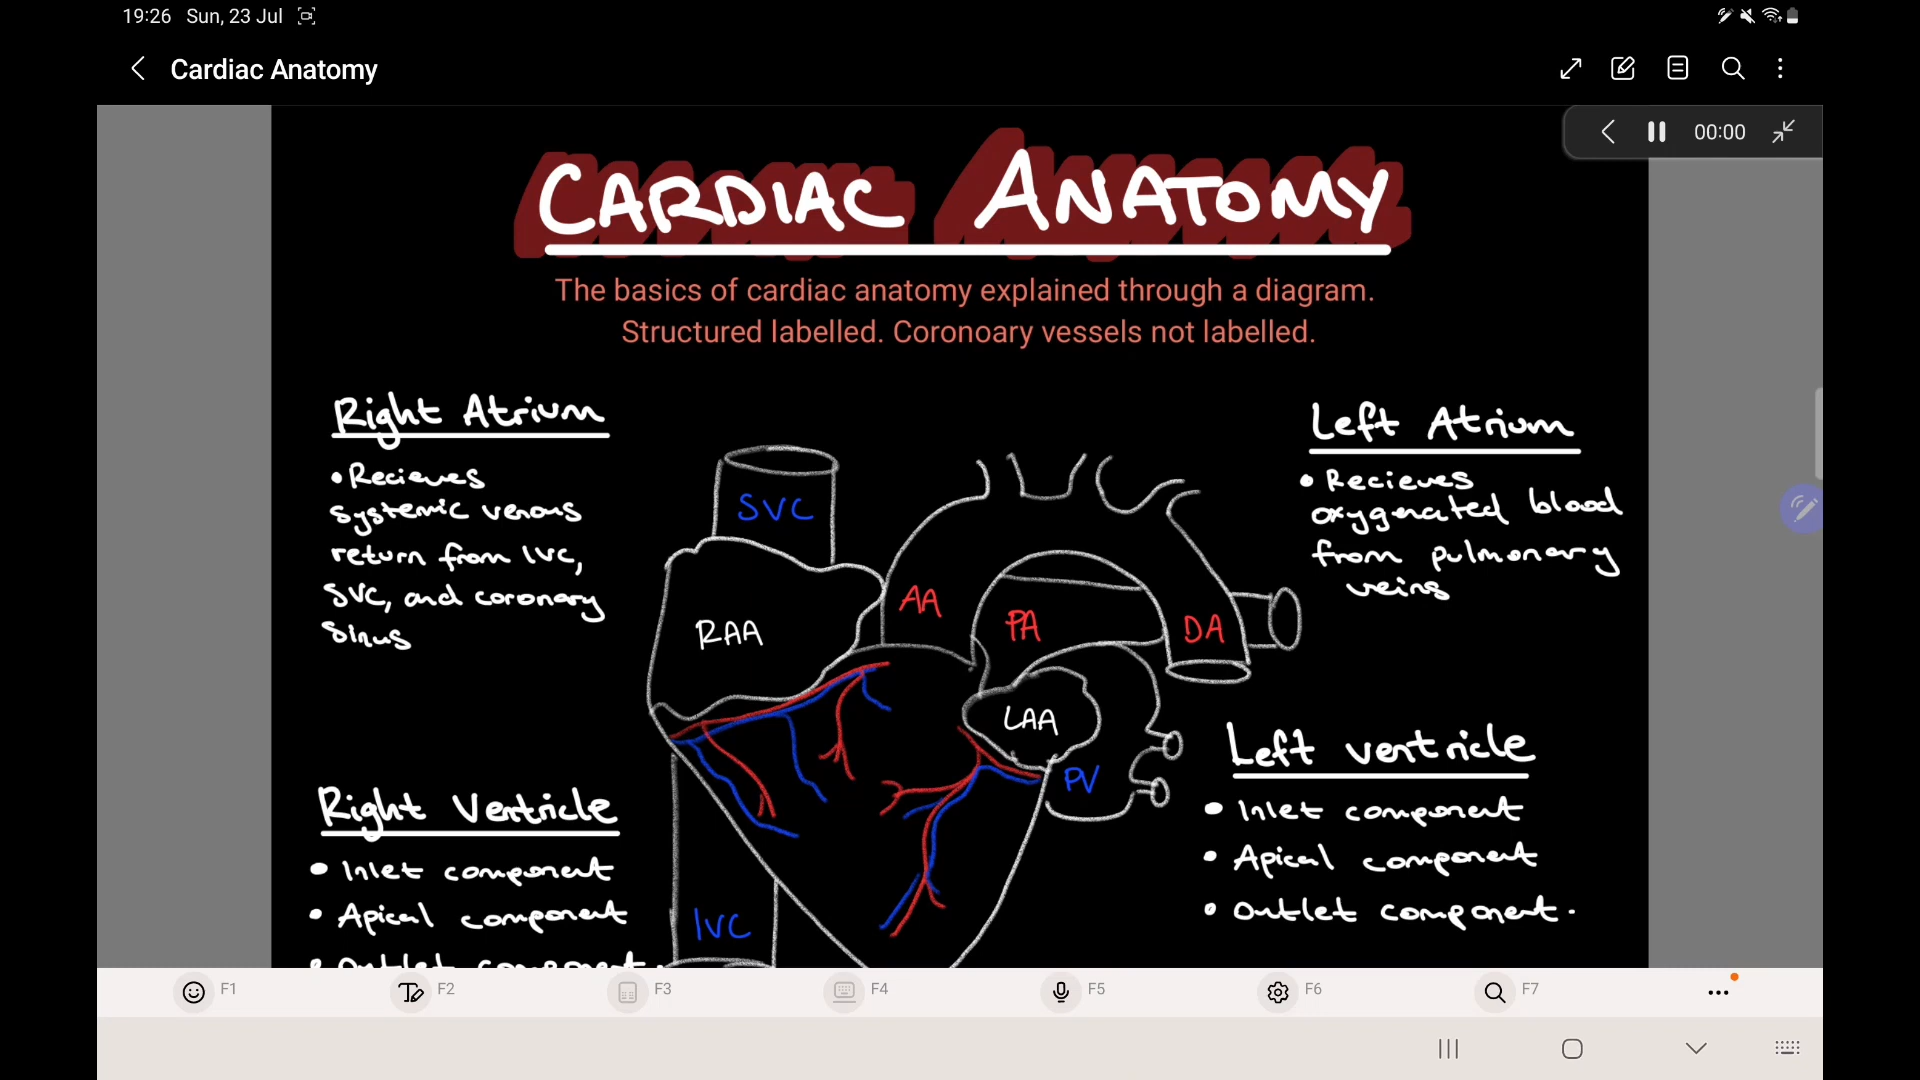 19:26 Sun, 23 Jul
Cardiac Anatomy
00:00
CARDIAC ANATOMY
The basics of cardiac anatomy explained through a diagram.
Structured labelled. Coronoary vessels not labelled.
Right Atrium
• Recieves
systemic venous
return from IVC,
SVC, and coronary
Sinus
Left Atrium
• Recieves
oxygenated blood
from pulmonary
veins
SVC
RAA
AA
PA
DA
LAA
PV
IVC
Right Ventricle
• Inlet component
• Apical component
• Outlet component.
Left ventricle
• Inlet component
• Apical component
• Outlet component.
F1
F2
F3
F4
F5
F6
F7